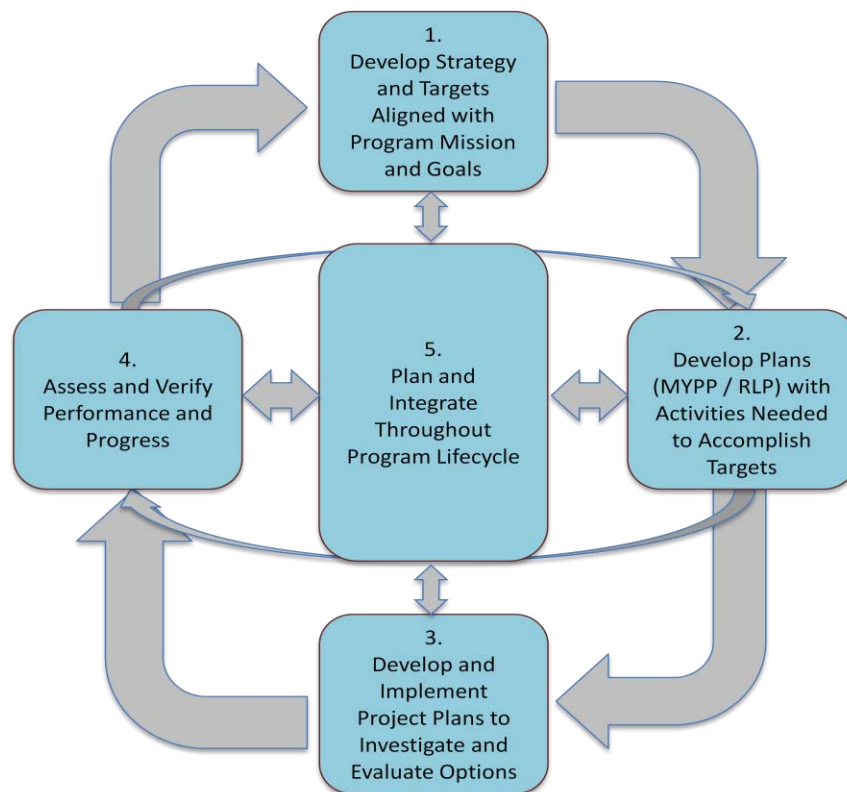 1.
Develop Strategy
and Targets
Aligned with
Program Mission
and Goals
2.
Develop Plans
(MYPP / RLP) with
Activities Needed
to Accomplish
Targets
3.
Develop and
Implement
Project Plans to
Investigate and
Evaluate Options
4.
Assess and Verify
Performance and
Progress
5.
Plan and
Integrate
Throughout
Program Lifecycle